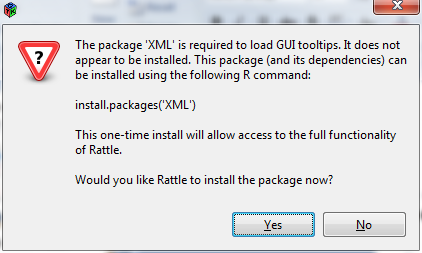 The package 'XML' is required to load GUI tooltips. It does not
appear to be installed. This package (and its dependencies) can
be installed using the following R command:
install.packages('XML')
This one-time install will allow access to the full functionality
of Rattle.
Would you like Rattle to install the package now?
Yes
No